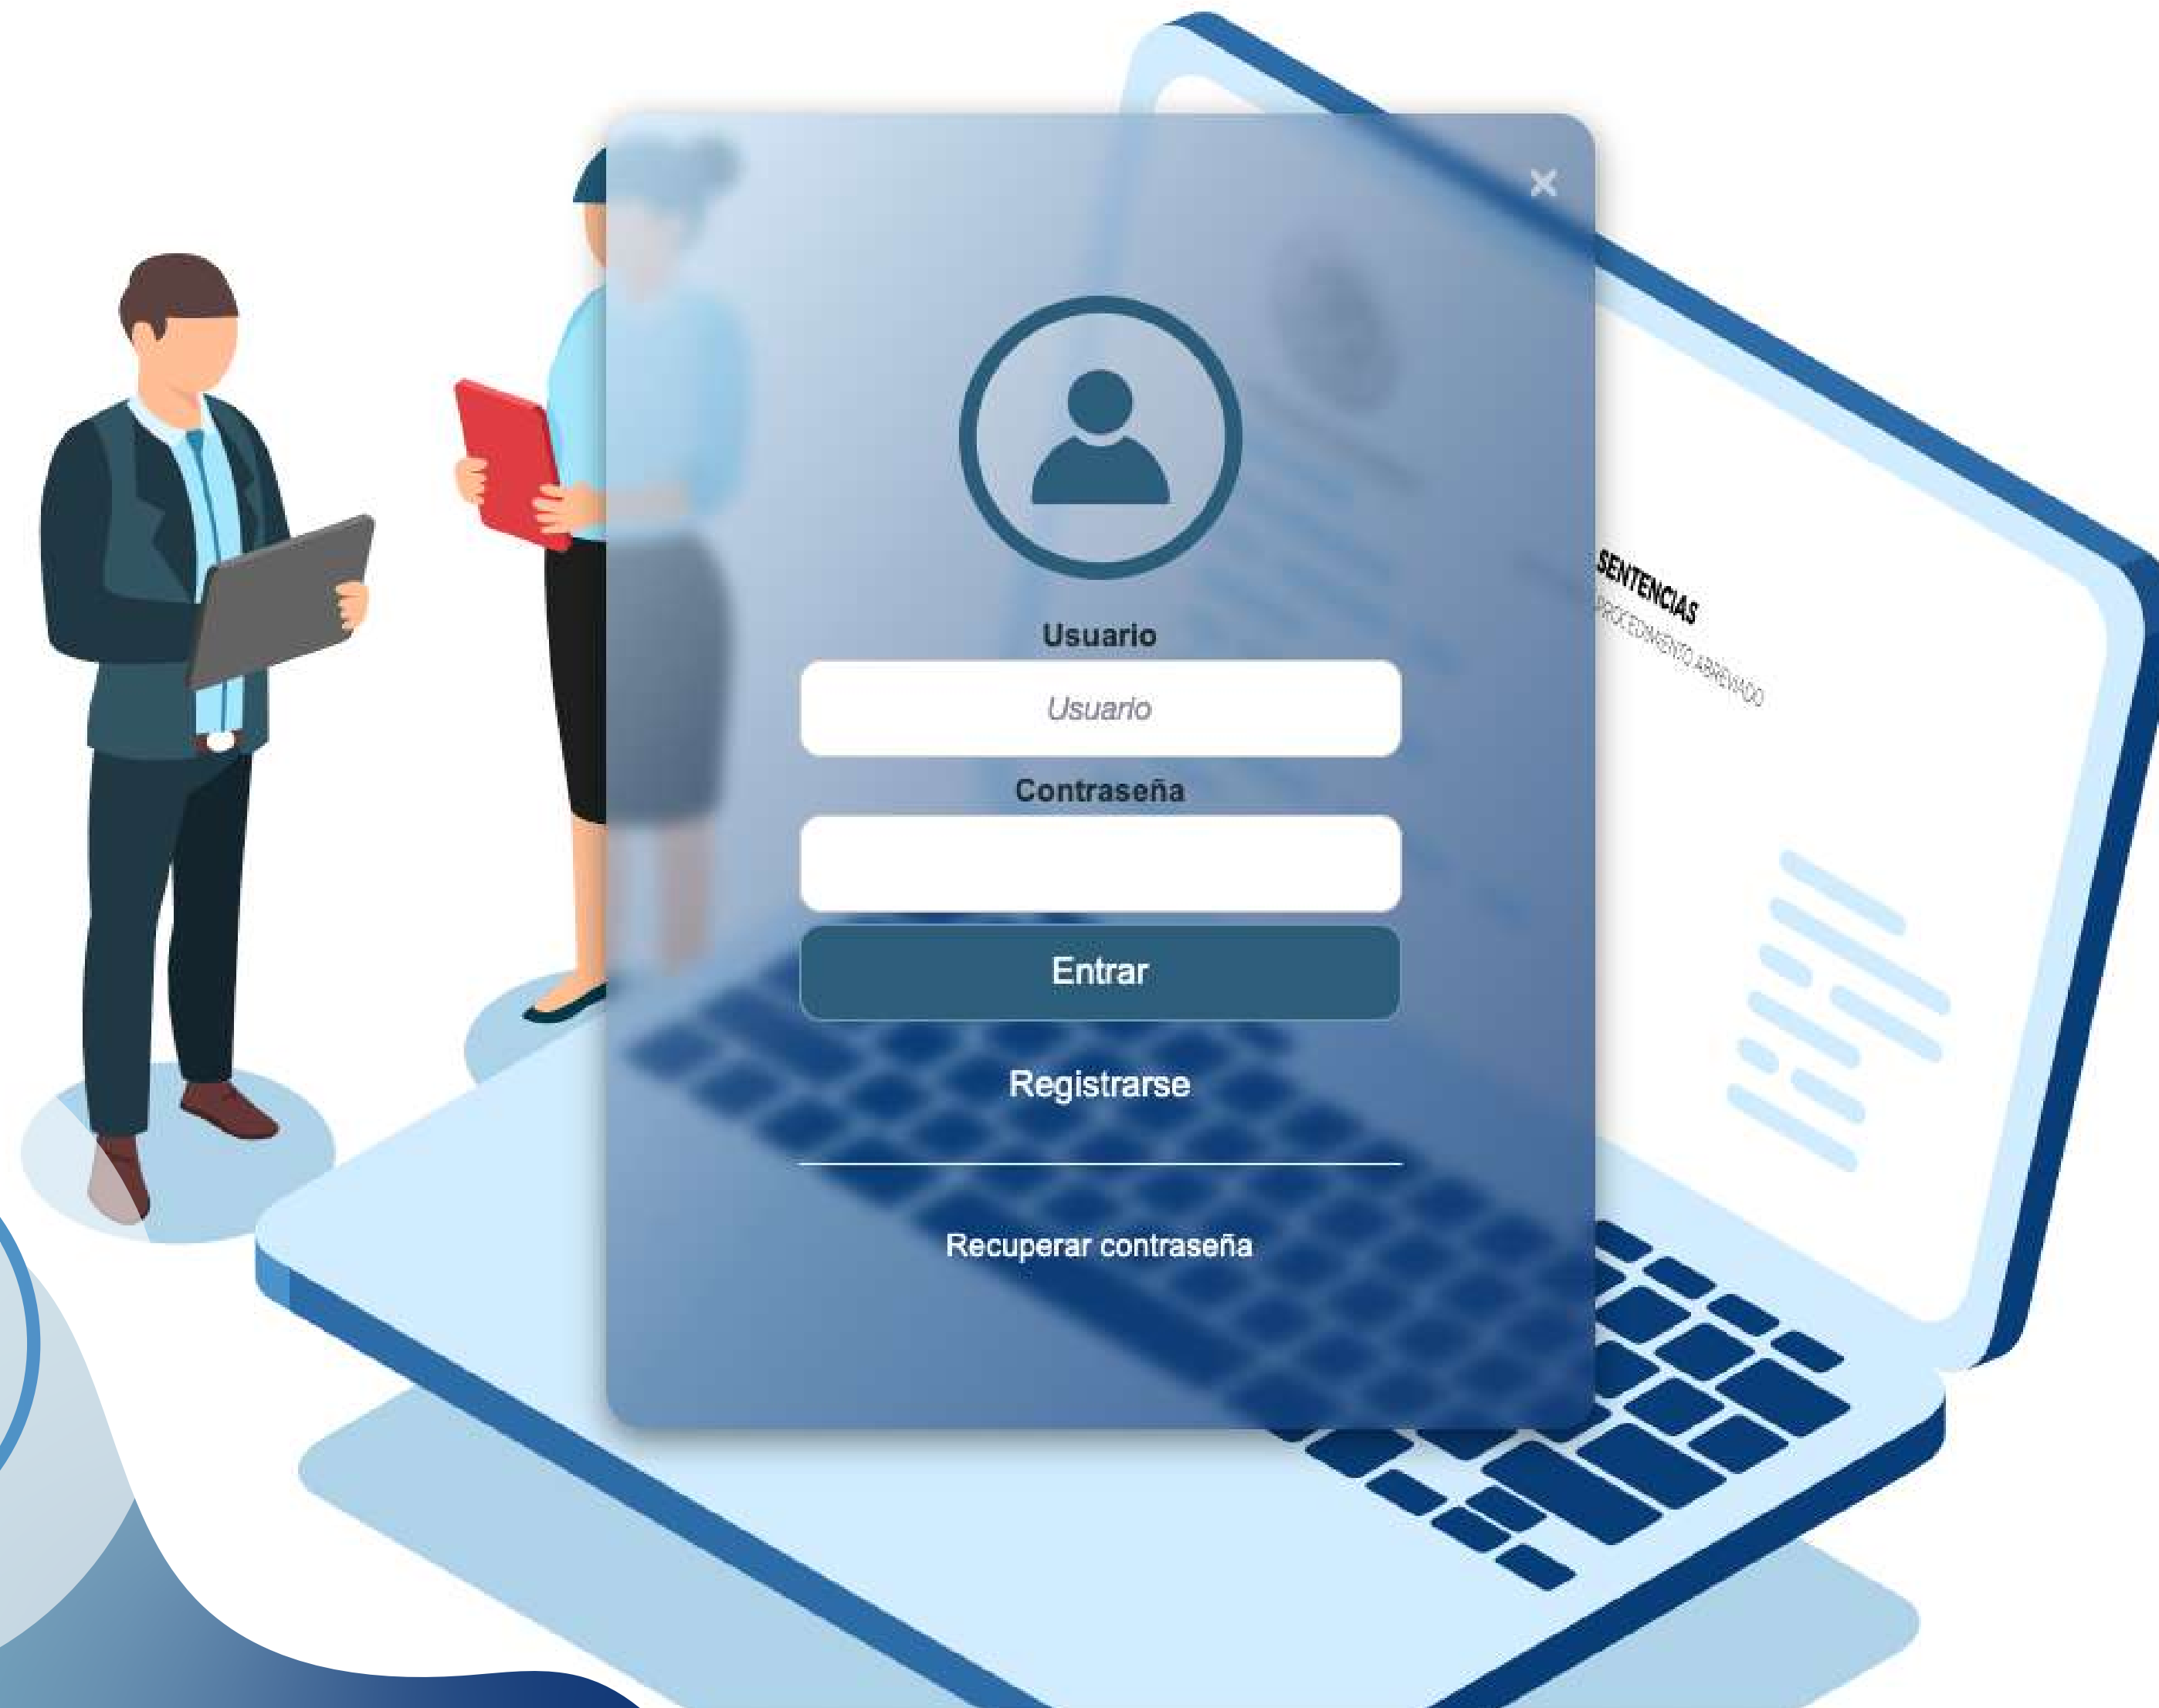 Usuario
Usuario
Contraseña
Entrar
Registrarse
Recuperar contraseña
SENTENCIAS
PROCEDIMIENTO ABREVIADO